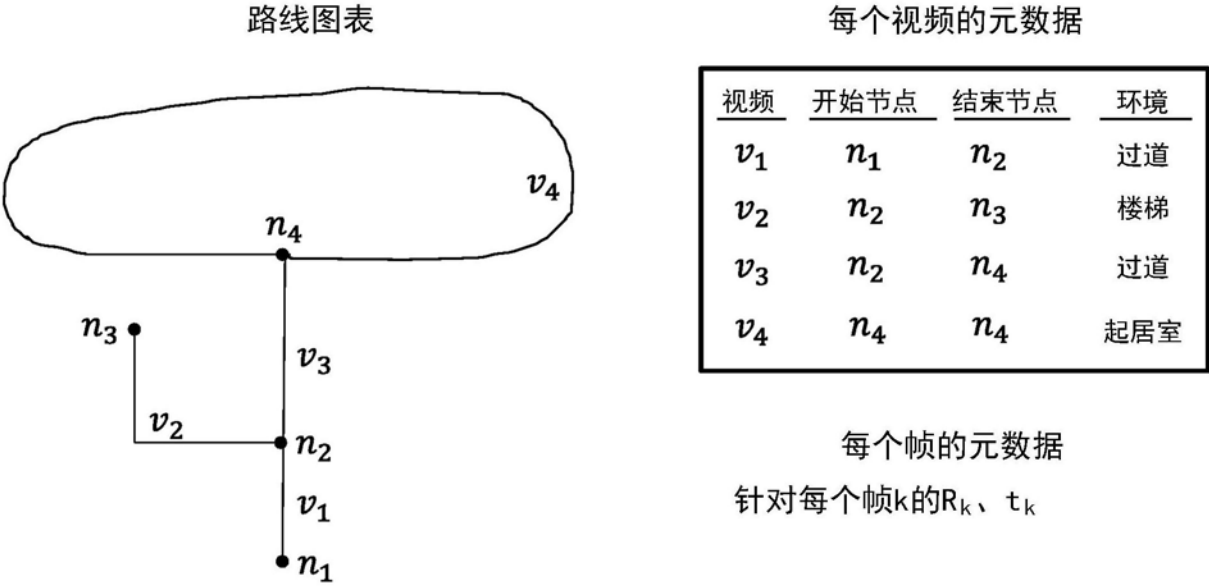 路线图表
v4
n4
n3
v3
v2
n2
v1
n1
每个视频的元数据
视频 开始节点 结束节点 环境
v1 n1 n2 过道
v2 n2 n3 楼梯
v3 n2 n4 过道
v4 n4 n4 起居室
每个帧的元数据
针对每个帧k的Rk、tk